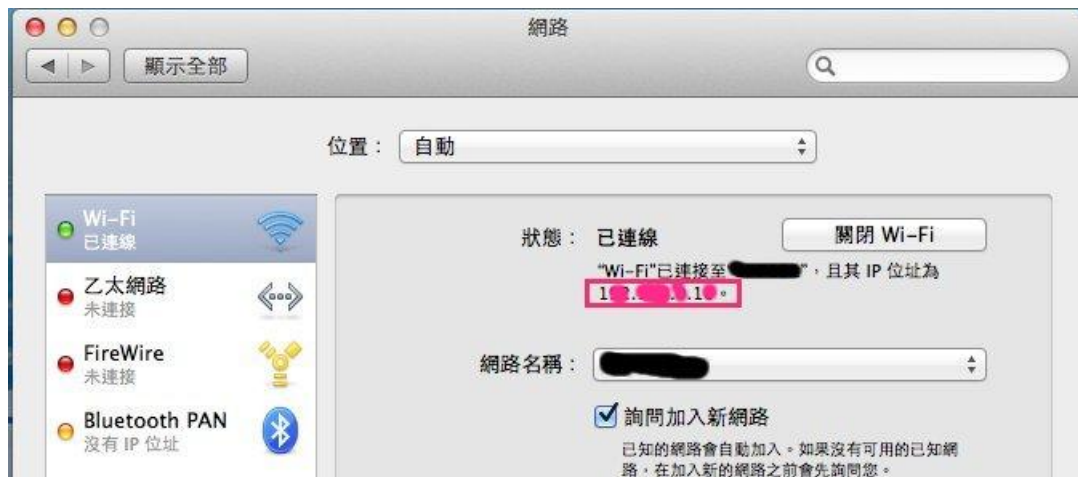 網路
顯示全部
位置： 自動
Wi-Fi
已連線
乙太網路
未連接
FireWire
未連接
Bluetooth PAN
沒有 IP 位址
狀態： 已連線 關閉 Wi-Fi
"Wi-Fi"已連接至 "，且其 IP 位址為
網路名稱：
詢問加入新網路
已知的網路會自動加入。如果沒有可用的已知網
路，在加入新的網路之前會先詢問您。